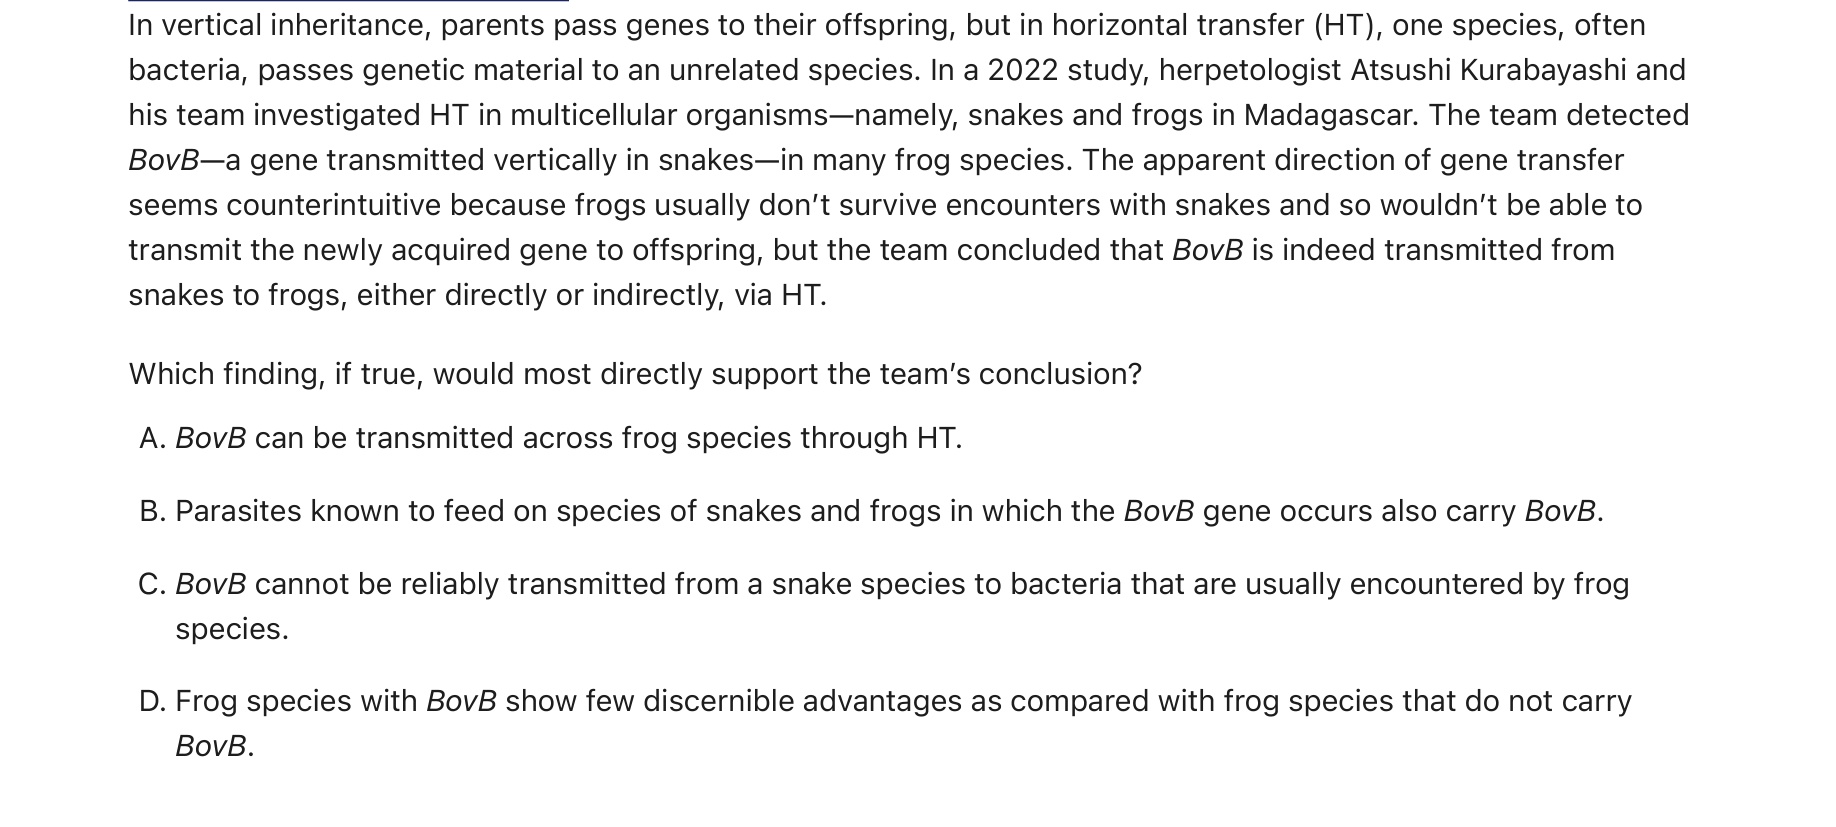 In vertical inheritance, parents pass genes to their offspring, but in horizontal transfer (HT), one species, often
bacteria, passes genetic material to an unrelated species. In a 2022 study, herpetologist Atsushi Kurabayashi and
his team investigated HT in multicellular organisms—namely, snakes and frogs in Madagascar. The team detected
BovB—a gene transmitted vertically in snakes—in many frog species. The apparent direction of gene transfer
seems counterintuitive because frogs usually don’t survive encounters with snakes and so wouldn’t be able to
transmit the newly acquired gene to offspring, but the team concluded that BovB is indeed transmitted from
snakes to frogs, either directly or indirectly, via HT.
Which finding, if true, would most directly support the team’s conclusion?
A. BovB can be transmitted across frog species through HT.
B. Parasites known to feed on species of snakes and frogs in which the BovB gene occurs also carry BovB.
C. BovB cannot be reliably transmitted from a snake species to bacteria that are usually encountered by frog
species.
D. Frog species with BovB show few discernible advantages as compared with frog species that do not carry
BovB.